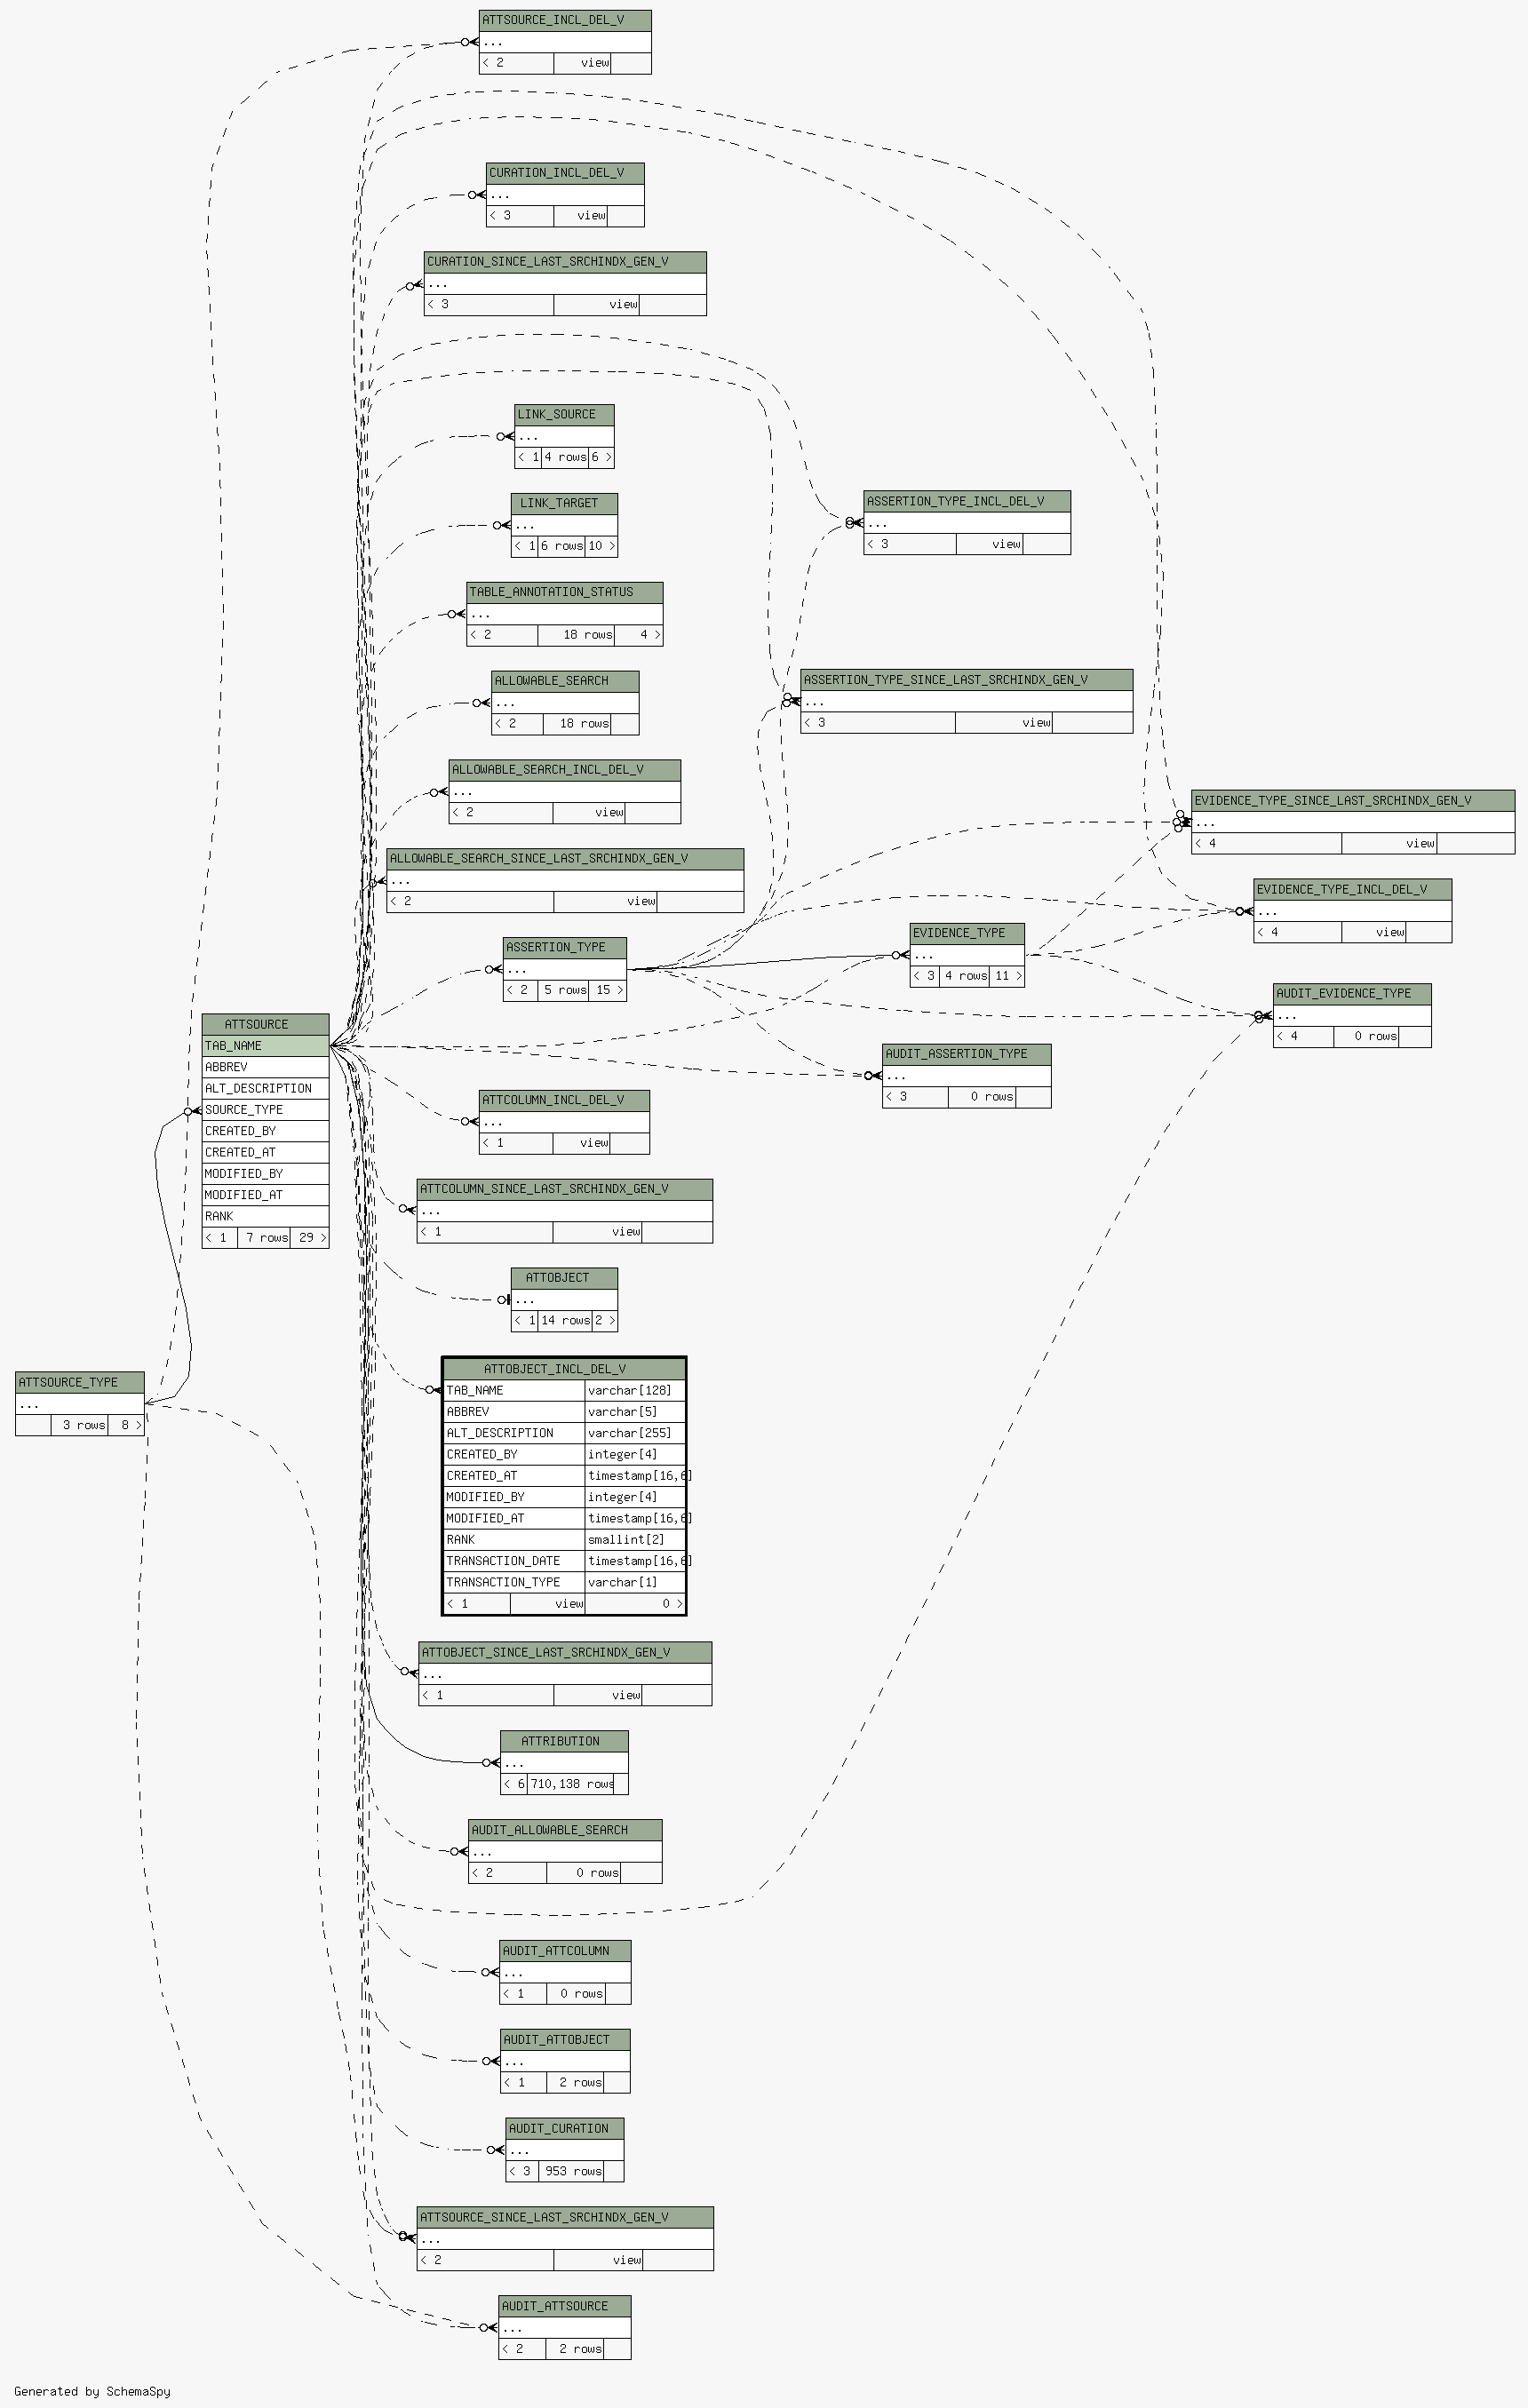 ATTSOURCE_INCL_DEL_V
...
< 2 view
CURATION_INCL_DEL_V
...
< 3 view
CURATION_SINCE_LAST_SRCHINDX_GEN_V
...
< 3 view
LINK_SOURCE
...
< 1 4 rows 6 >
LINK_TARGET
...
< 1 6 rows 10 >
ASSERTION_TYPE_INCL_DEL_V
...
< 3 view
TABLE_ANNOTATION_STATUS
...
< 2 18 rows 4 >
ALLOWABLE_SEARCH
...
< 2 18 rows
ASSERTION_TYPE_SINCE_LAST_SRCHINDX_GEN_V
...
< 3 view
ALLOWABLE_SEARCH_INCL_DEL_V
...
< 2 view
EVIDENCE_TYPE_SINCE_LAST_SRCHINDX_GEN_V
...
< 4 view
ALLOWABLE_SEARCH_SINCE_LAST_SRCHINDX_GEN_V
...
< 2 view
EVIDENCE_TYPE_INCL_DEL_V
...
< 4 view
ASSERTION_TYPE
...
< 2 5 rows 15 >
EVIDENCE_TYPE
...
< 3 4 rows 11 >
AUDIT_EVIDENCE_TYPE
...
< 4 0 rows
ATTSOURCE
TAB_NAME
ABBREV
ALT_DESCRIPTION
SOURCE_TYPE
CREATED_BY
CREATED_AT
MODIFIED_BY
MODIFIED_AT
RANK
< 1 7 rows 29 >
AUDIT_ASSERTION_TYPE
...
< 3 0 rows
ATTCOLUMN_INCL_DEL_V
...
< 1 view
ATTCOLUMN_SINCE_LAST_SRCHINDX_GEN_V
...
< 1 view
ATTOBJECT
...
< 1 14 rows 2 >
ATTSOURCE_TYPE
...
3 rows 8 >
ATTOBJECT_INCL_DEL_V
TAB_NAME varchar[128]
ABBREV varchar[5]
ALT_DESCRIPTION varchar[255]
CREATED_BY integer[4]
CREATED_AT timestamp[16,6]
MODIFIED_BY integer[4]
MODIFIED_AT timestamp[16,6]
RANK smallint[2]
TRANSACTION_DATE timestamp[16,6]
TRANSACTION_TYPE varchar[1]
< 1 view 0 >
ATTOBJECT_SINCE_LAST_SRCHINDX_GEN_V
...
< 1 view
ATTRIBUTION
...
< 6 710,138 rows
AUDIT_ALLOWABLE_SEARCH
...
< 2 0 rows
AUDIT_ATTCOLUMN
...
< 1 0 rows
AUDIT_ATTOBJECT
...
< 1 2 rows
AUDIT_CURATION
...
< 3 953 rows
ATTSOURCE_SINCE_LAST_SRCHINDX_GEN_V
...
< 2 view
AUDIT_ATTSOURCE
...
< 2 2 rows
Generated by SchemaSpy